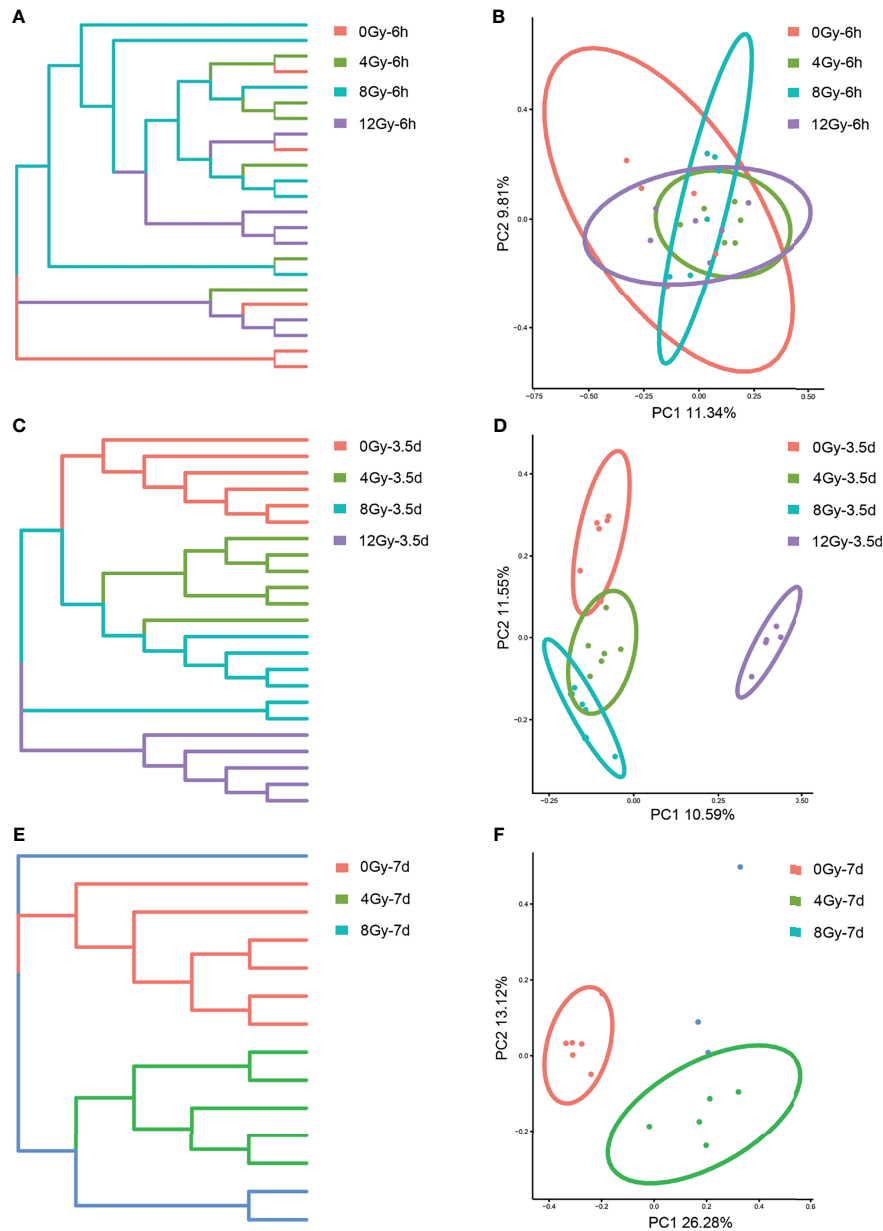 A
0Gy-6h
4Gy-6h
8Gy-6h
12Gy-6h
B
0Gy-6h
4Gy-6h
8Gy-6h
12Gy-6h
PC2 9.81%
0.4
0.0
-0.4
-0.75
-0.50
-0.25
0.00
0.25
0.50
PC1 11.34%
C
0Gy-3.5d
4Gy-3.5d
8Gy-3.5d
12Gy-3.5d
D
0Gy-3.5d
4Gy-3.5d
8Gy-3.5d
12Gy-3.5d
PC2 11.55%
0.4
0.2
0.0
-0.2
-0.25
0.00
0.25
3.50
PC1 10.59%
E
0Gy-7d
4Gy-7d
8Gy-7d
F
0Gy-7d
4Gy-7d
8Gy-7d
PC2 13.12%
0.4
0.2
0.0
-0.2
-0.4
-0.2
0.0
0.2
0.4
0.6
PC1 26.28%